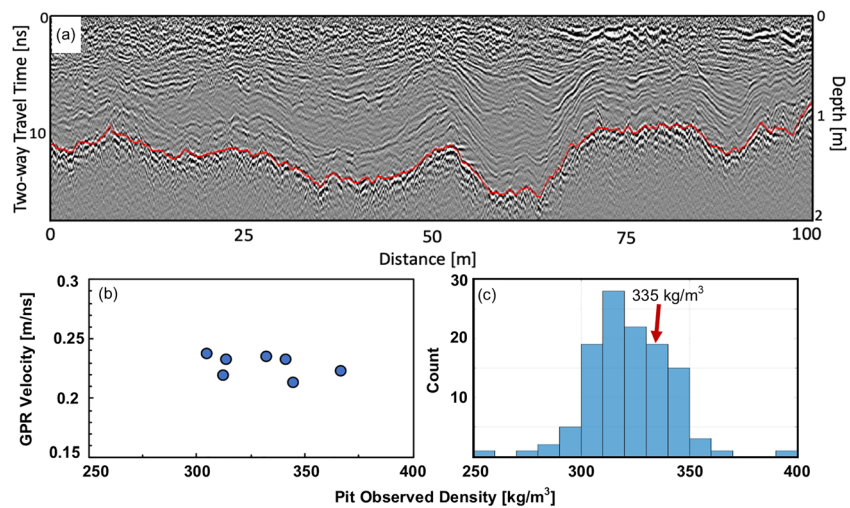 (a)
0
10
Two-way Travel Time [ns]
0
1
2
Depth [m]
0 25 50 75 100
Distance [m]
(b)
0.3
0.25
0.2
0.15
GPR Velocity [m/ns]
250 300 350 400
(c)
335 kg/m³
30
20
10
Count
250 300 350 400
Pit Observed Density [kg/m³]